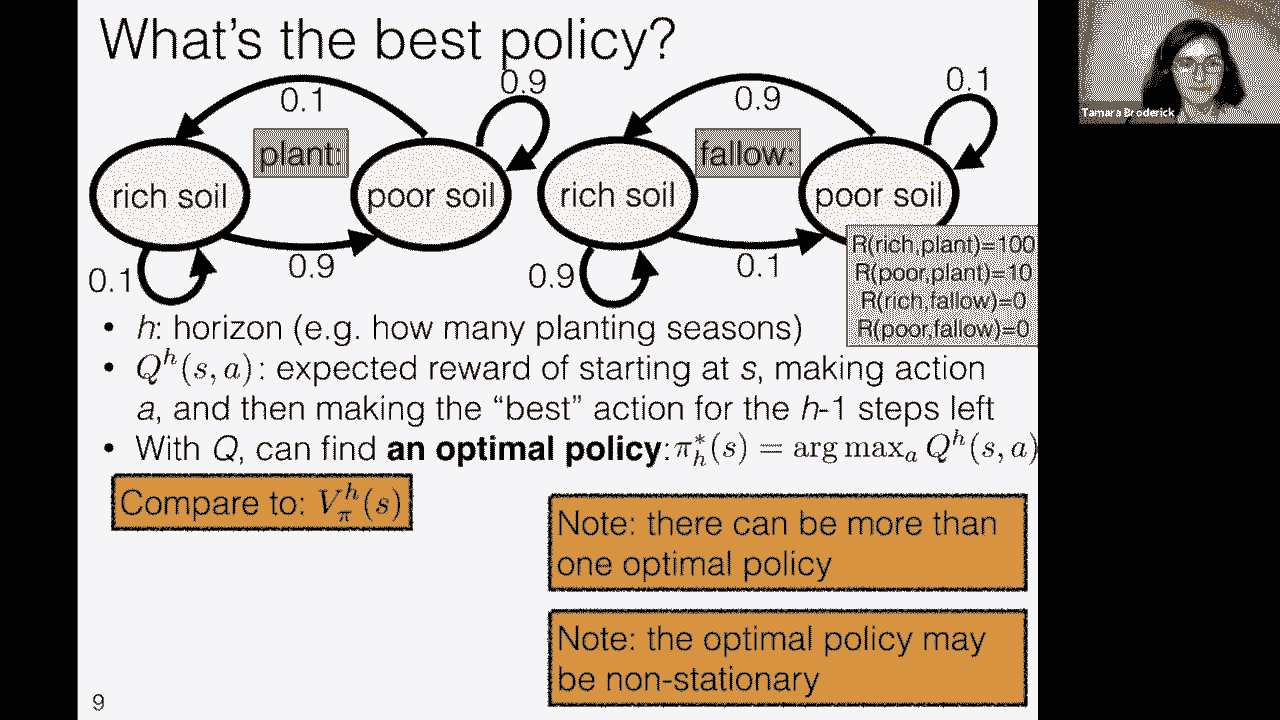 What's the best policy?
0.1
0.9
0.9
0.1
plant:
fallow:
rich soil
poor soil
rich soil
poor soil
0.1
0.9
0.9
0.1
R(rich,plant)=100
R(poor,plant)=10
R(rich,fallow)=0
R(poor,fallow)=0
• h: horizon (e.g. how many planting seasons)
• Q^h(s, a): expected reward of starting at s, making action
a, and then making the “best” action for the h-1 steps left
• With Q, can find an optimal policy: π*_h(s) = arg max_a Q^h(s, a)
Compare to: V^h_π(s)
Note: there can be more than
one optimal policy
Note: the optimal policy may
be non-stationary
9
Tamara Broderick